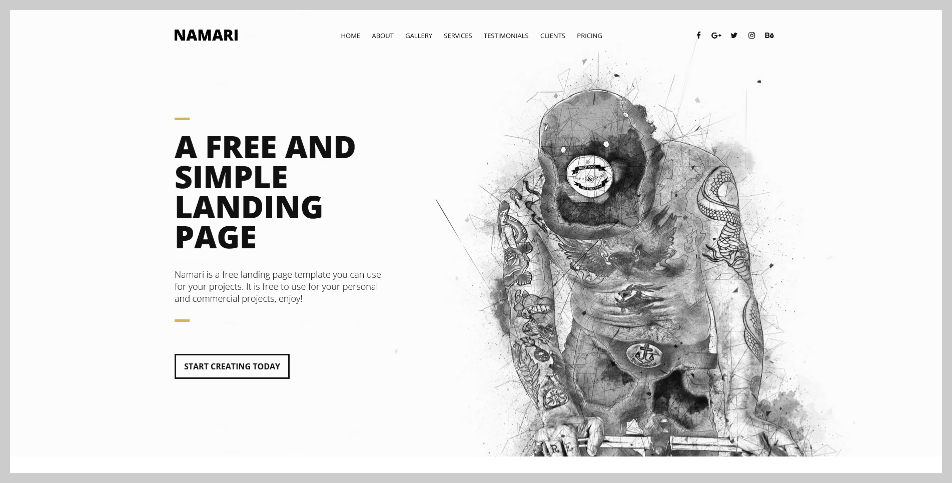 NAMARI
HOME ABOUT GALLERY SERVICES TESTIMONIALS CLIENTS PRICING
A FREE AND
SIMPLE
LANDING
PAGE
Namari is a free landing page template you can use
for your projects. It is free to use for your personal
and commercial projects, enjoy!
START CREATING TODAY